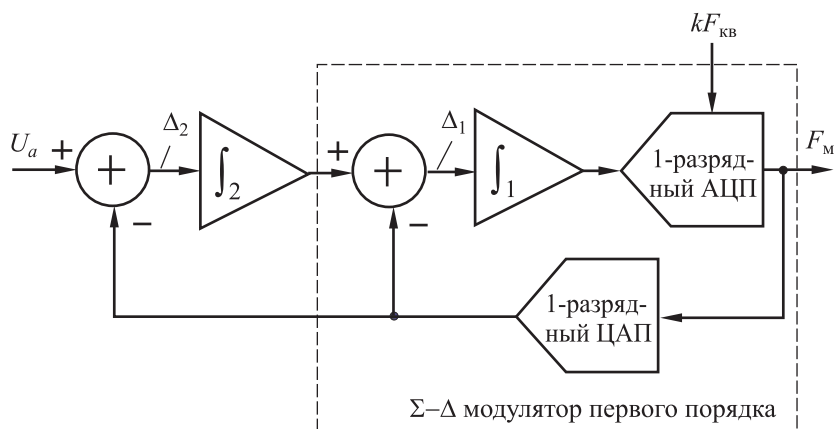 kFкв
Uа
+
+
−
Δ2
∫2
+
+
−
Δ1
∫1
1-разряд-
ный АЦП
Fм
1-разряд-
ный ЦАП
Σ–Δ модулятор первого порядка